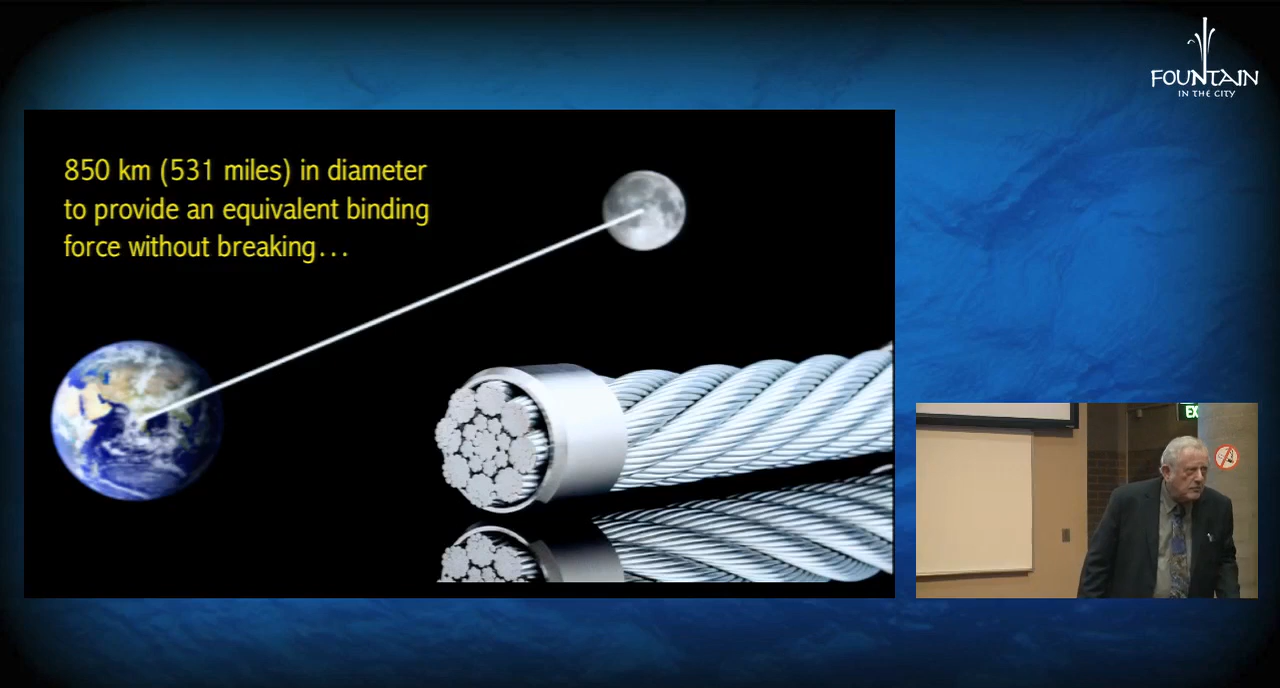 FOUNTAIN
IN THE CITY
850 km (531 miles) in diameter
to provide an equivalent binding
force without breaking...
EX